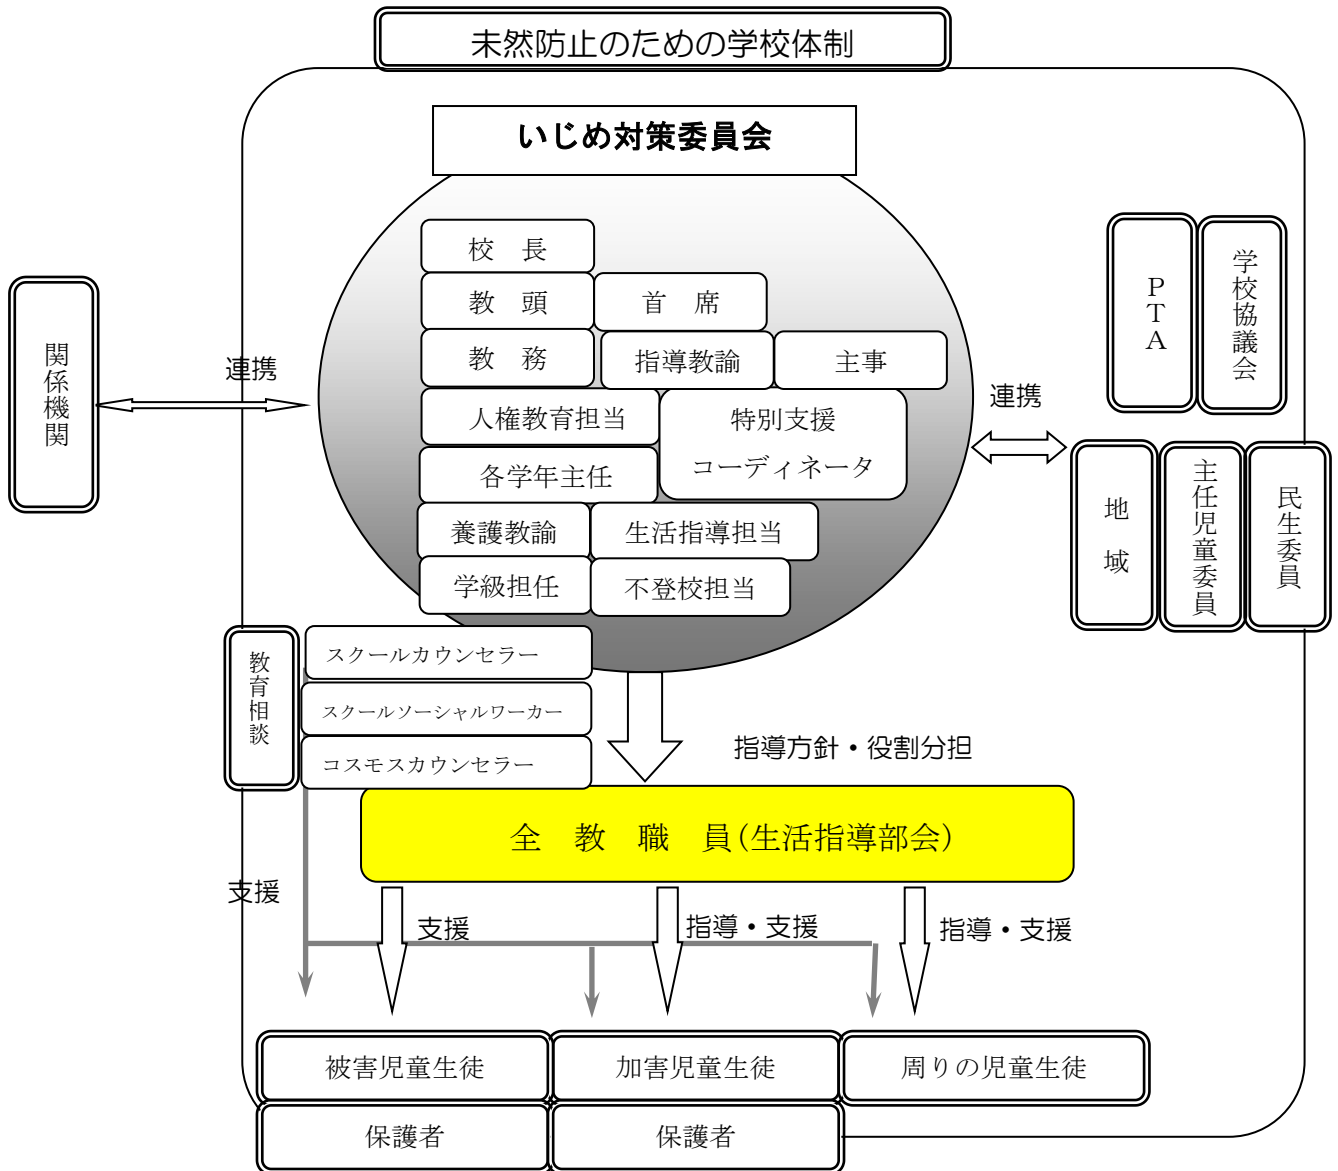 未然防止のための学校体制
いじめ対策委員会
校　長
教　頭
首　席
教　務
指導教諭
主事
人権教育担当
特別支援
コーディネータ
各学年主任
養護教諭
生活指導担当
学級担任
不登校担当
関係機関
連携
連携
PTA
学校協議会
地　域
主任児童委員
民生委員
教育相談
スクールカウンセラー
スクールソーシャルワーカー
コスモスカウンセラー
指導方針・役割分担
全　教　職　員(生活指導部会)
支援
支援
指導・支援
指導・支援
被害児童生徒
加害児童生徒
周りの児童生徒
保護者
保護者